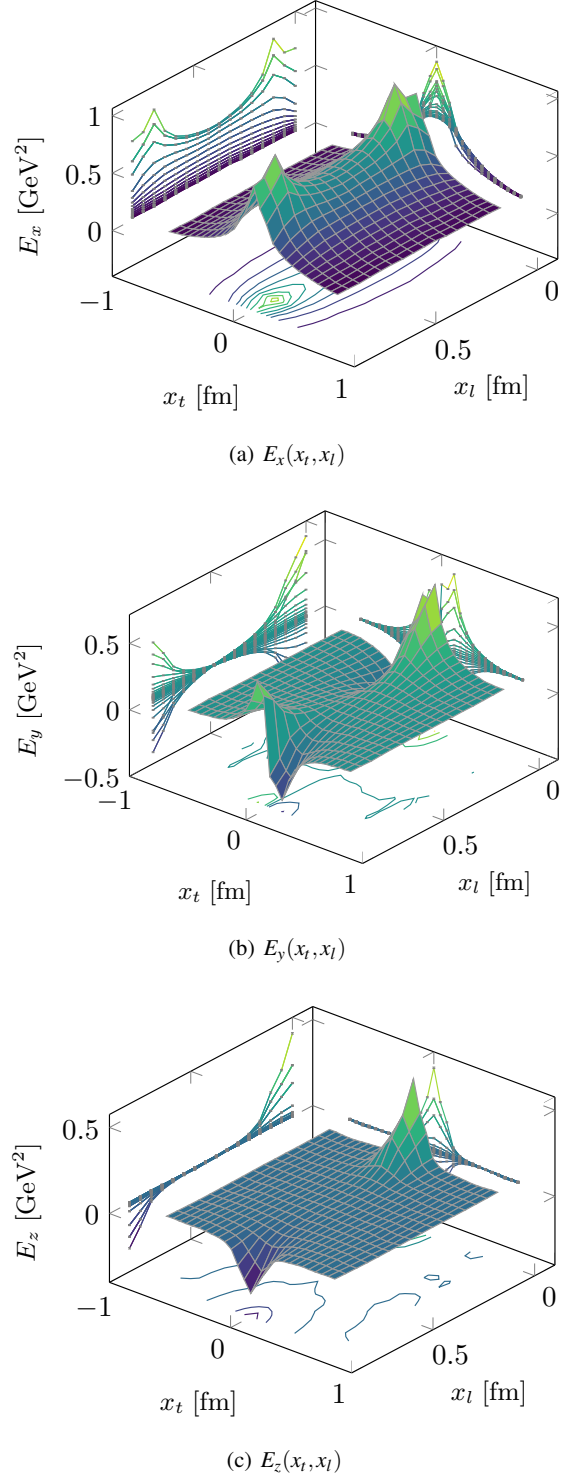 1
0.5
0
E_x [GeV²]
−1
0
1
0.5
0
x_t [fm]
x_l [fm]
(a) E_x(x_t,x_l)
0.5
0
−0.5
E_y [GeV²]
−1
0
1
0.5
0
x_t [fm]
x_l [fm]
(b) E_y(x_t,x_l)
0.5
0
E_z [GeV²]
−1
0
1
0.5
0
x_t [fm]
x_l [fm]
(c) E_z(x_t,x_l)